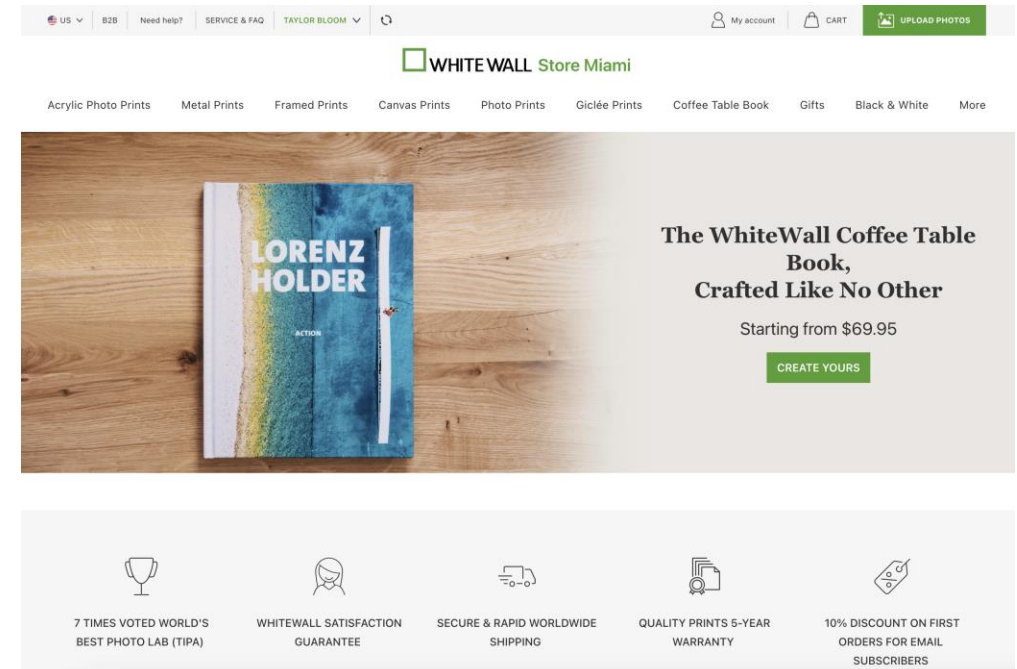 US B2B Need help? SERVICE & FAQ TAYLOR BLOOM My account CART UPLOAD PHOTOS
WHITE WALL Store Miami
Acrylic Photo Prints Metal Prints Framed Prints Canvas Prints Photo Prints Giclée Prints Coffee Table Book Gifts Black & White More
LORENZ
HOLDER
ACTION
The WhiteWall Coffee Table
Book,
Crafted Like No Other
Starting from $69.95
CREATE YOURS
7 TIMES VOTED WORLD'S
BEST PHOTO LAB (TIPA)
WHITEWALL SATISFACTION
GUARANTEE
SECURE & RAPID WORLDWIDE
SHIPPING
QUALITY PRINTS 5-YEAR
WARRANTY
10% DISCOUNT ON FIRST
ORDERS FOR EMAIL
SUBSCRIBERS